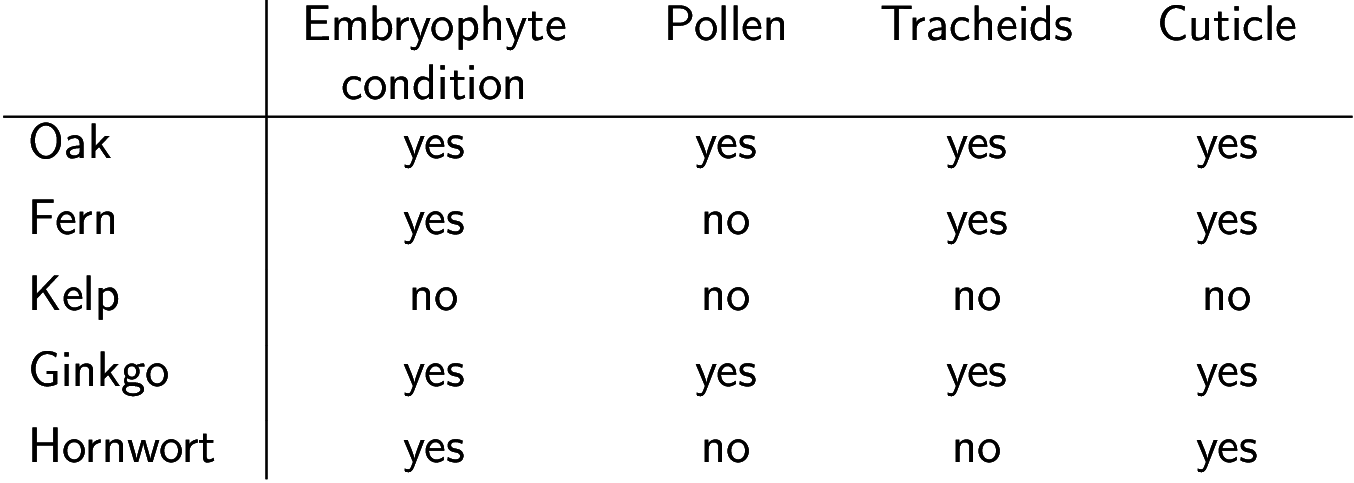 Embryophyte Pollen Tracheids Cuticle
condition
Oak yes yes yes yes
Fern yes no yes yes
Kelp no no no no
Ginkgo yes yes yes yes
Hornwort yes no no yes